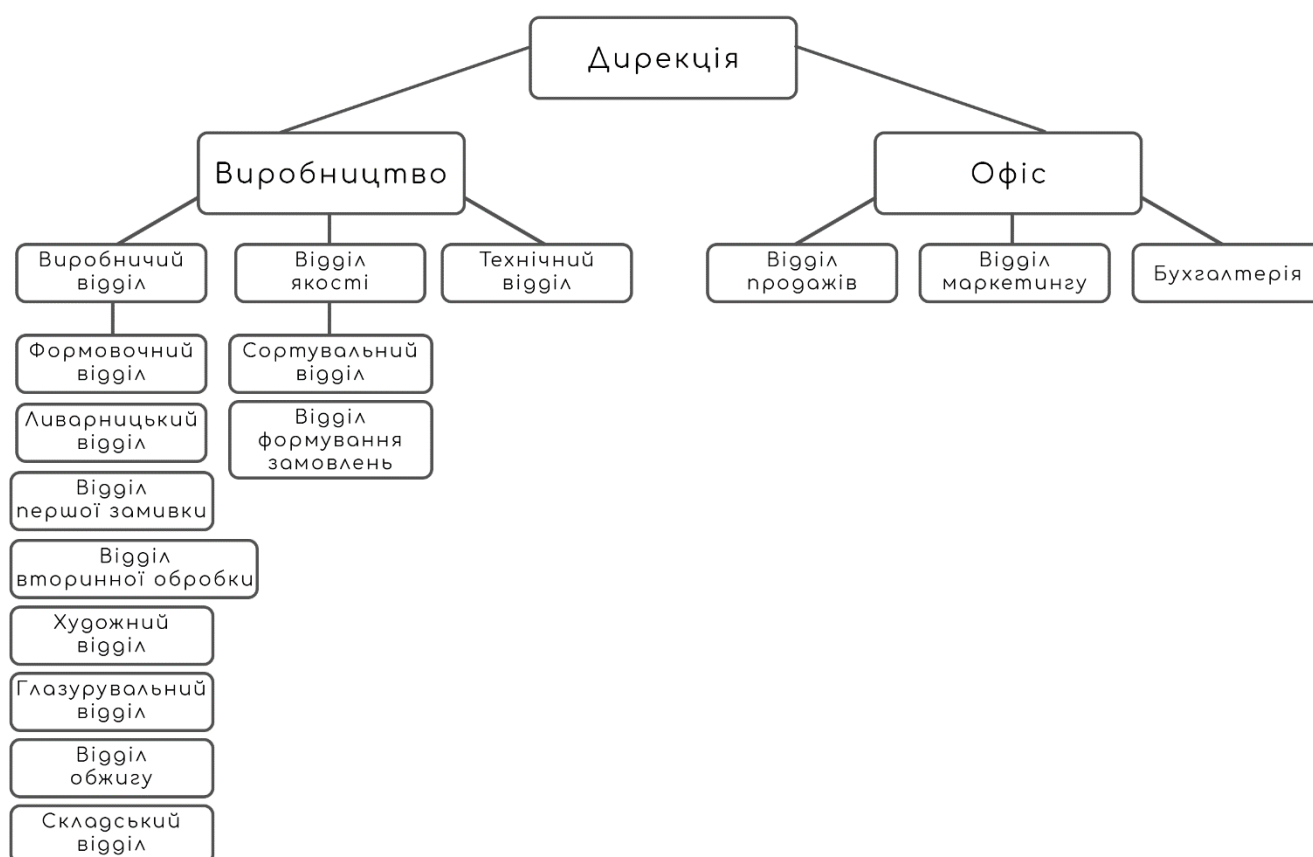 Дирекція
Виробництво
Офіс
Виробничий
відділ
Відділ
якості
Технічний
відділ
Відділ
продажів
Відділ
маркетингу
Бухгалтерія
Формовочний
відділ
Сортувальний
відділ
Ливарницький
відділ
Відділ
формування
замовлень
Відділ
першої замивки
Відділ
вторинної обробки
Художний
відділ
Глазурувальний
відділ
Відділ
обжигу
Складський
відділ